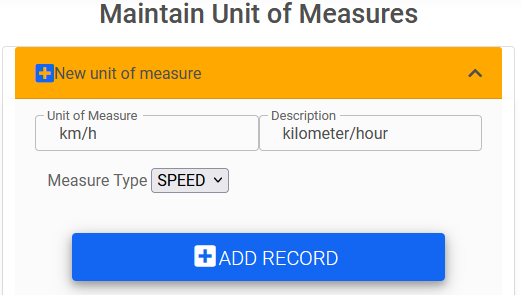 Maintain Unit of Measures
New unit of measure
Unit of Measure Description
km/h kilometer/hour
Measure Type SPEED
ADD RECORD